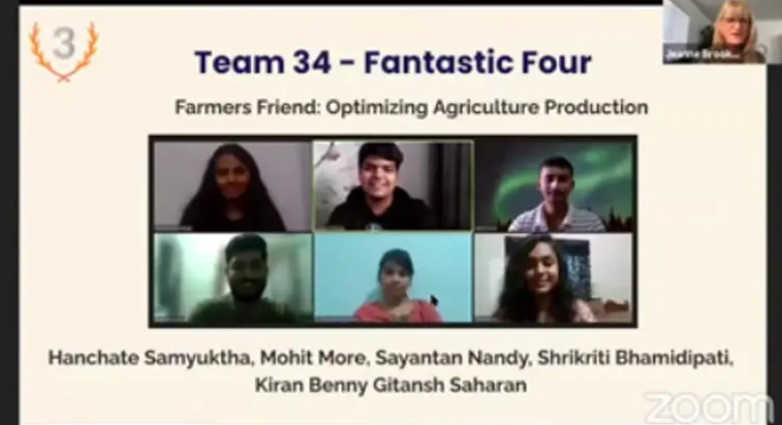 3
Team 34 - Fantastic Four
Farmers Friend: Optimizing Agriculture Production
Hanchate Samyuktha, Mohit More, Sayantan Nandy, Shrikriti Bhamidipati,
Kiran Benny Gitansh Saharan
Jeanne
zoom